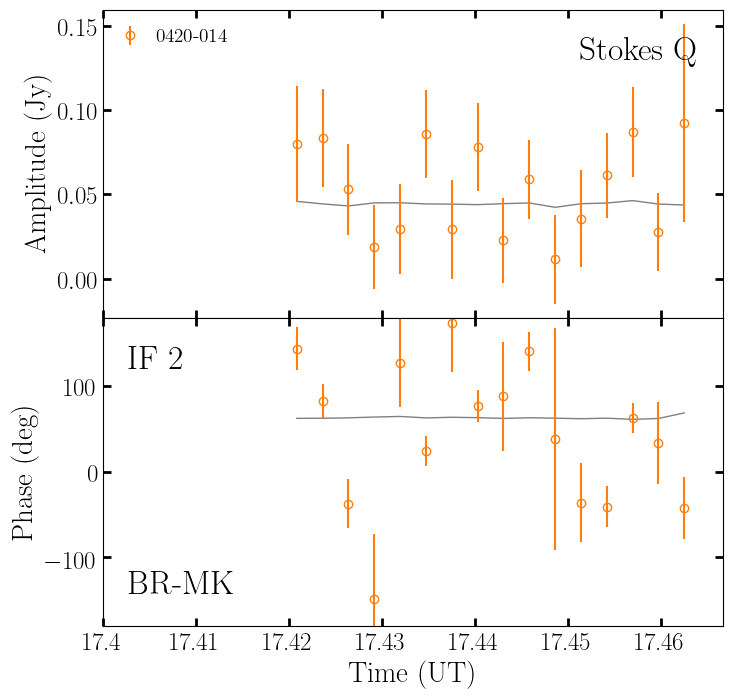 0420-014
Stokes Q
0.15
0.10
0.05
0.00
Amplitude (Jy)
IF 2
100
0
−100
Phase (deg)
BR-MK
17.4 17.41 17.42 17.43 17.44 17.45 17.46
Time (UT)